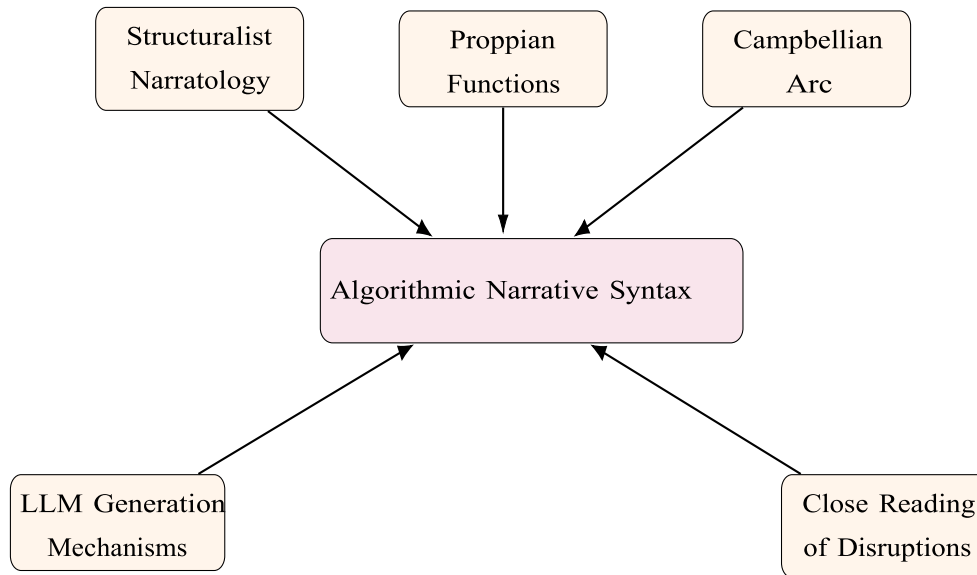 Structuralist
Narratology
Proppian
Functions
Campbellian
Arc
Algorithmic Narrative Syntax
LLM Generation
Mechanisms
Close Reading
of Disruptions